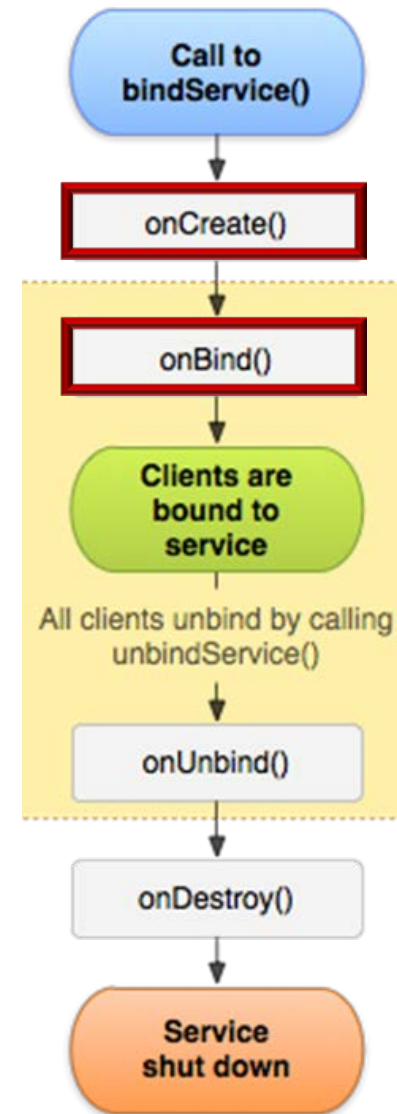 Call to
bindService()
onCreate()
onBind()
Clients are
bound to
service
All clients unbind by calling
unbindService()
onUnbind()
onDestroy()
Service
shut down